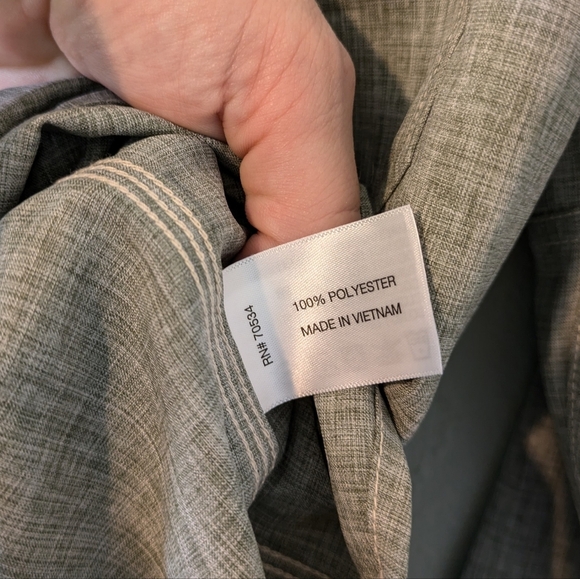 100% POLYESTER
MADE IN VIETNAM
RN# 70534